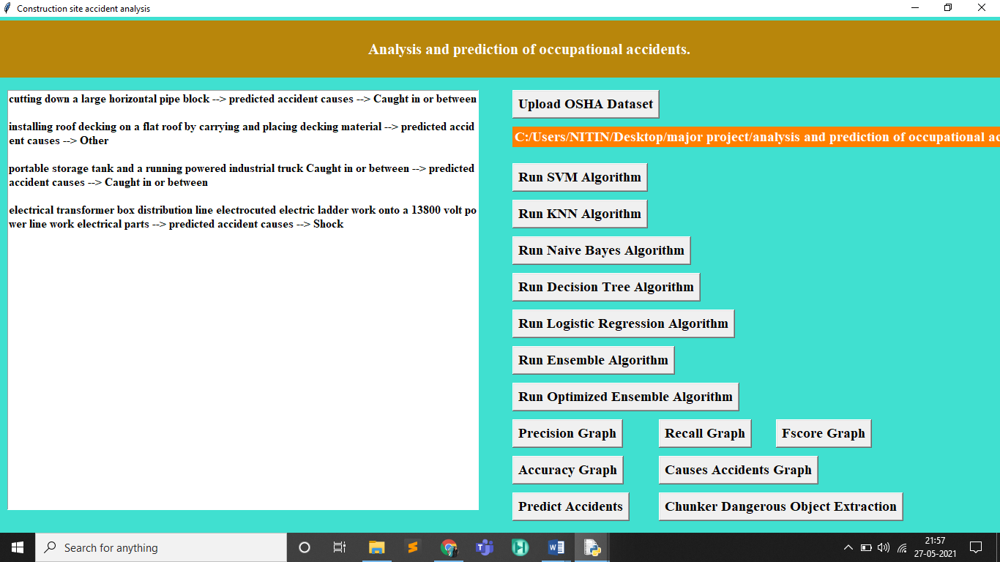 Construction site accident analysis
Analysis and prediction of occupational accidents.
cutting down a large horizontal pipe block --> predicted accident causes --> Caught in or between
installing roof decking on a flat roof by carrying and placing decking material --> predicted accid
ent causes --> Other
portable storage tank and a running powered industrial truck Caught in or between --> predicted
accident causes --> Caught in or between
electrical transformer box distribution line electrocuted electric ladder work onto a 13800 volt po
wer line work electrical parts --> predicted accident causes --> Shock
Upload OSHA Dataset
C:/Users/NITIN/Desktop/major project/analysis and prediction of occupational ac
Run SVM Algorithm
Run KNN Algorithm
Run Naive Bayes Algorithm
Run Decision Tree Algorithm
Run Logistic Regression Algorithm
Run Ensemble Algorithm
Run Optimized Ensemble Algorithm
Precision Graph Recall Graph Fscore Graph
Accuracy Graph Causes Accidents Graph
Predict Accidents Chunker Dangerous Object Extraction
Search for anything
21:57
27-05-2021